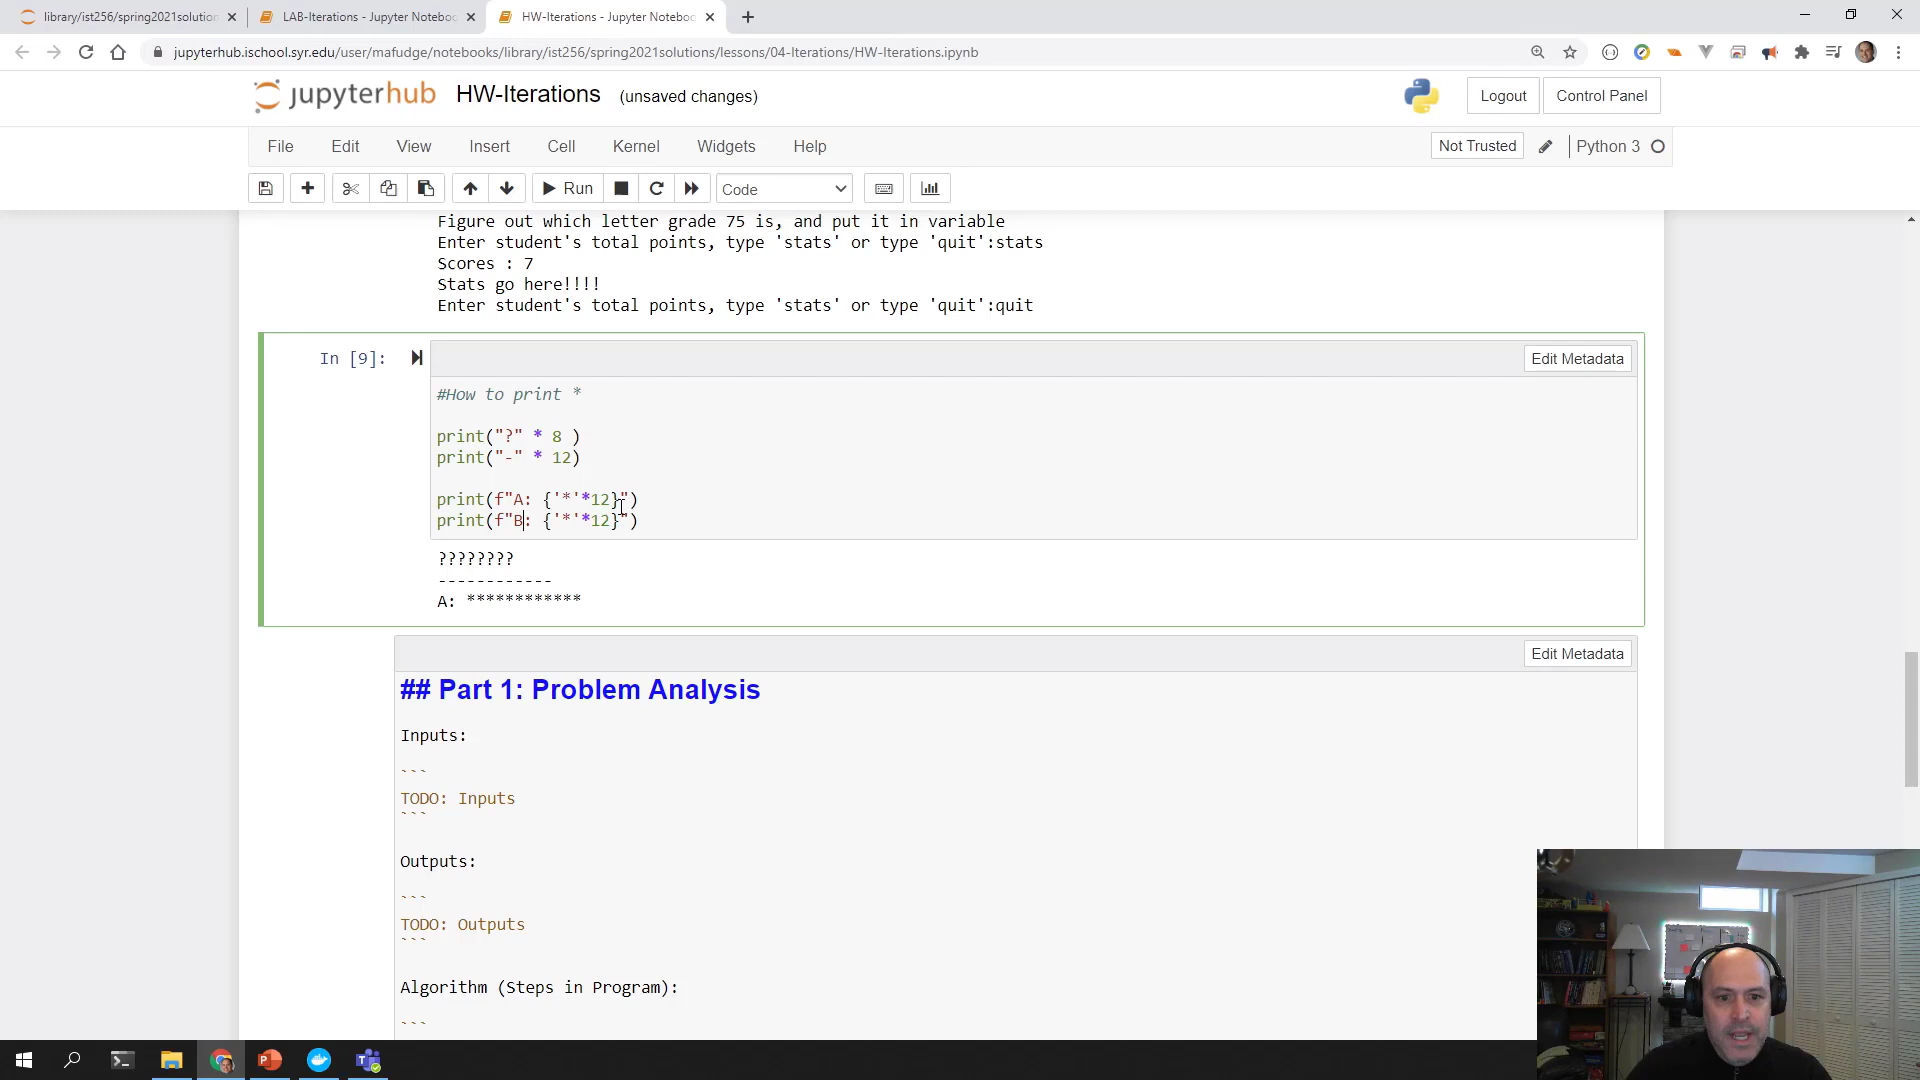 library/ist256/spring2021solution
LAB-Iterations - Jupyter Notebo
HW-Iterations - Jupyter Notebo
jupyterhub.ischool.syr.edu/user/mafudge/notebooks/library/ist256/spring2021solutions/lessons/04-Iterations/HW-Iterations.ipynb
jupyterhub HW-Iterations (unsaved changes)
Logout
Control Panel
File Edit View Insert Cell Kernel Widgets Help
Not Trusted
Python 3
Run
Code
Figure out which letter grade 75 is, and put it in variable
Enter student's total points, type 'stats' or type 'quit':stats
Scores : 7
Stats go here!!!!
Enter student's total points, type 'stats' or type 'quit':quit
In [9]:
Edit Metadata
#How to print *
print("?" * 8 )
print("-" * 12)
print(f"A: {'*'*12}")
print(f"B: {'*'*12}")
????????
------------
A: ************
Edit Metadata
## Part 1: Problem Analysis
Inputs:
```
TODO: Inputs
```
Outputs:
```
TODO: Outputs
```
Algorithm (Steps in Program):
```